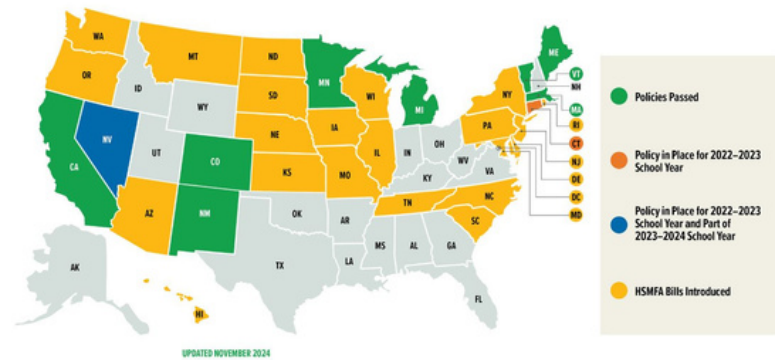 WA
OR
CA
NV
ID
MT
WY
UT
AZ
CO
NM
ND
SD
NE
KS
OK
TX
MN
IA
MO
AR
LA
WI
IL
MI
IN
OH
KY
TN
MS
AL
GA
FL
SC
NC
VA
WV
PA
NY
ME
VT
NH
MA
RI
CT
NJ
DE
DC
MD
AK
HI
Policies Passed
Policy in Place for 2022–2023
School Year
Policy in Place for 2022–2023
School Year and Part of
2023–2024 School Year
HSMFA Bills Introduced
UPDATED NOVEMBER 2024